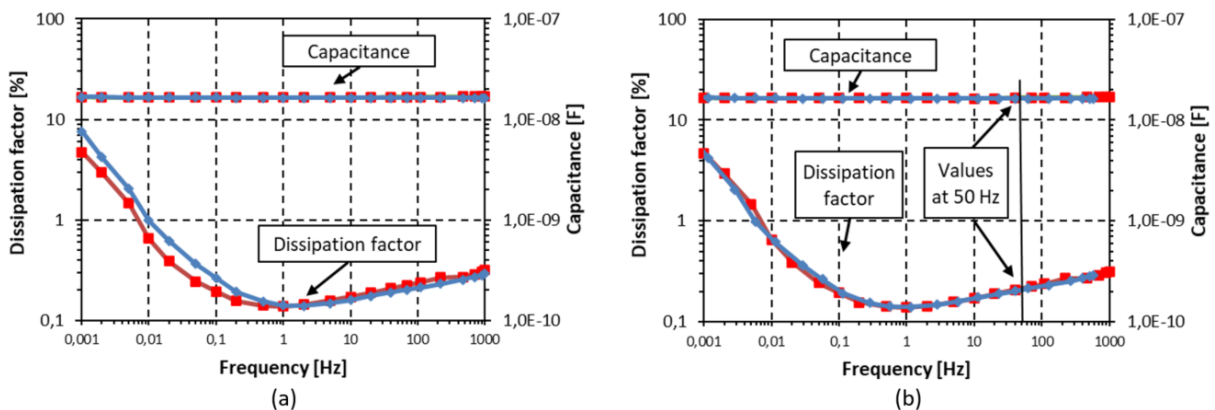 100
10
1
0,1
Dissipation factor [%]
1,0E-07
1,0E-08
1,0E-09
1,0E-10
Capacitance [F]
Capacitance
Dissipation factor
0,001
0,01
0,1
1
10
100
1000
Frequency [Hz]
(a)
100
10
1
0,1
Dissipation factor [%]
1,0E-07
1,0E-08
1,0E-09
1,0E-10
Capacitance [F]
Capacitance
Dissipation
factor
Values
at 50 Hz
0,001
0,01
0,1
1
10
100
1000
Frequency [Hz]
(b)